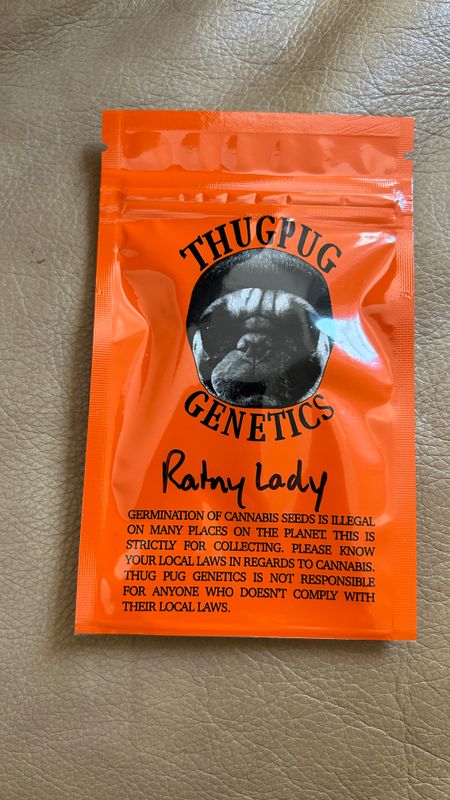 THUGPUG
GENETICS
Ratny Lady
GERMINATION OF CANNABIS SEEDS IS ILLEGAL
ON MANY PLACES ON THE PLANET. THIS IS
STRICTLY FOR COLLECTING. PLEASE KNOW
YOUR LOCAL LAWS IN REGARDS TO CANNABIS.
THUG PUG GENETICS IS NOT RESPONSIBLE
FOR ANYONE WHO DOESN'T COMPLY WITH
THEIR LOCAL LAWS.